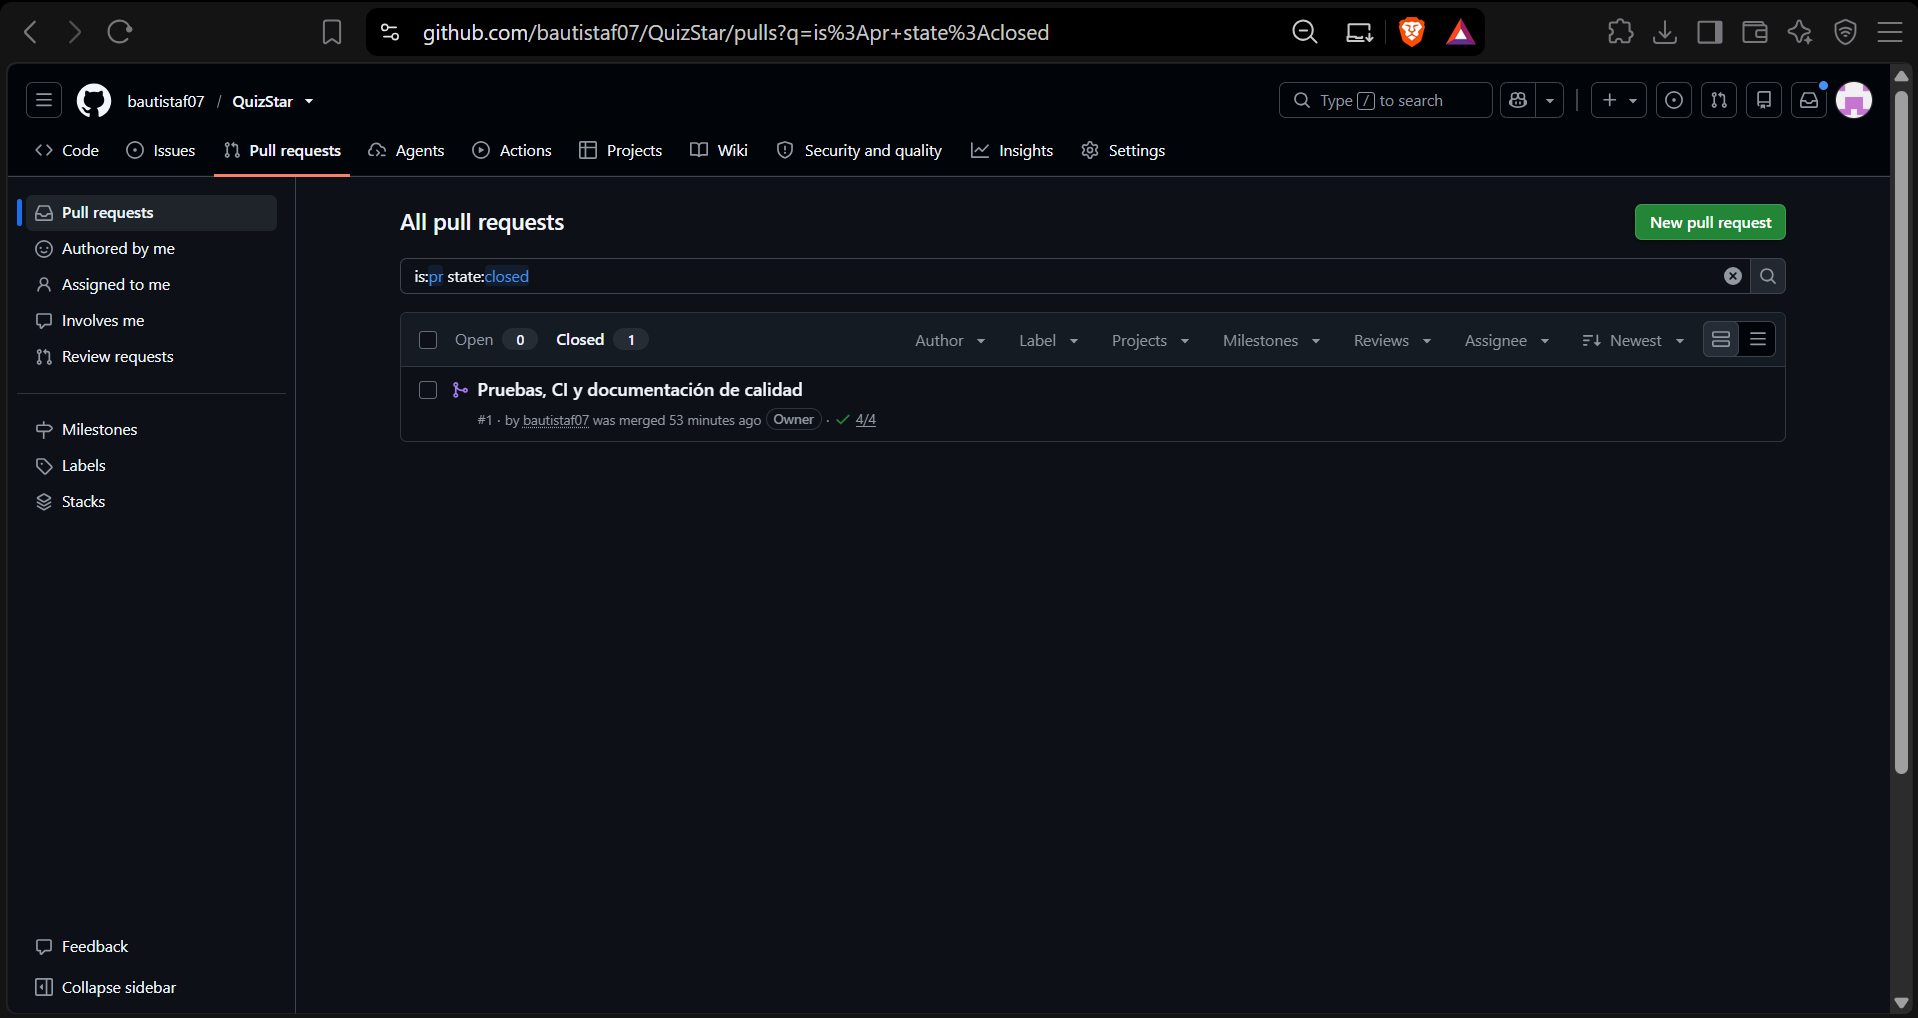 github.com/bautistaf07/QuizStar/pulls?q=is%3Apr+state%3Aclosed
bautistaf07 / QuizStar
Type / to search
Code Issues Pull requests Agents Actions Projects Wiki Security and quality Insights Settings
Pull requests
Authored by me
Assigned to me
Involves me
Review requests
Milestones
Labels
Stacks
Feedback
Collapse sidebar
All pull requests
New pull request
is:pr state:closed
Open 0 Closed 1 Author Label Projects Milestones Reviews Assignee Newest
Pruebas, CI y documentación de calidad
#1 · by bautistaf07 was merged 53 minutes ago Owner · 4/4